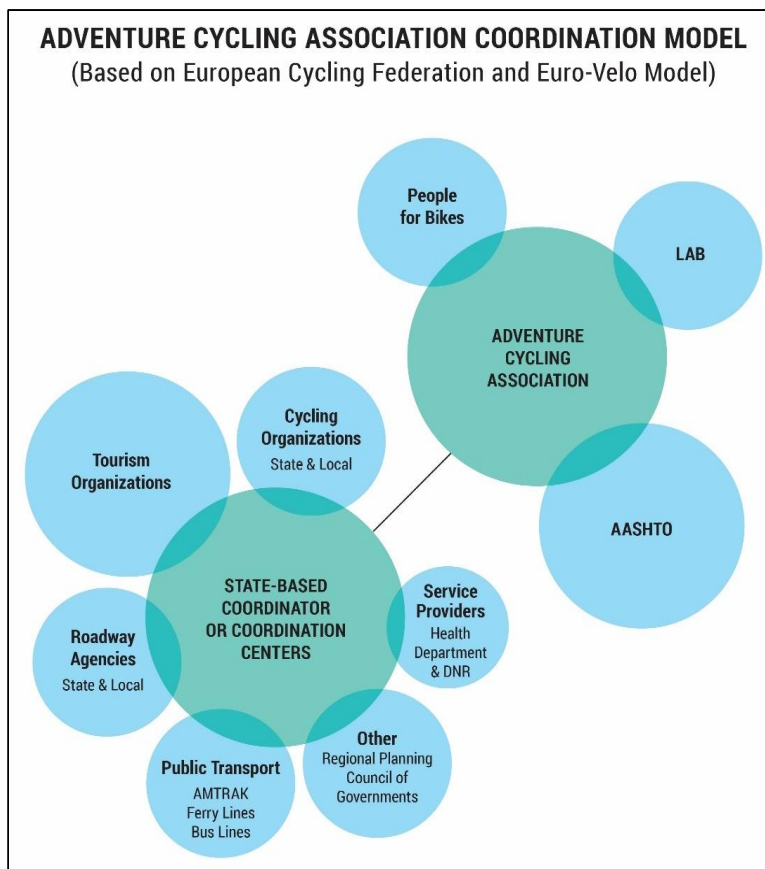 ADVENTURE CYCLING ASSOCIATION COORDINATION MODEL
(Based on European Cycling Federation and Euro-Velo Model)
People
for Bikes
LAB
ADVENTURE
CYCLING
ASSOCIATION
AASHTO
Cycling
Organizations
State & Local
Tourism
Organizations
STATE-BASED
COORDINATOR
OR COORDINATION
CENTERS
Service
Providers
Health
Department
& DNR
Roadway
Agencies
State & Local
Public Transport
AMTRAK
Ferry Lines
Bus Lines
Other
Regional Planning
Council of
Governments